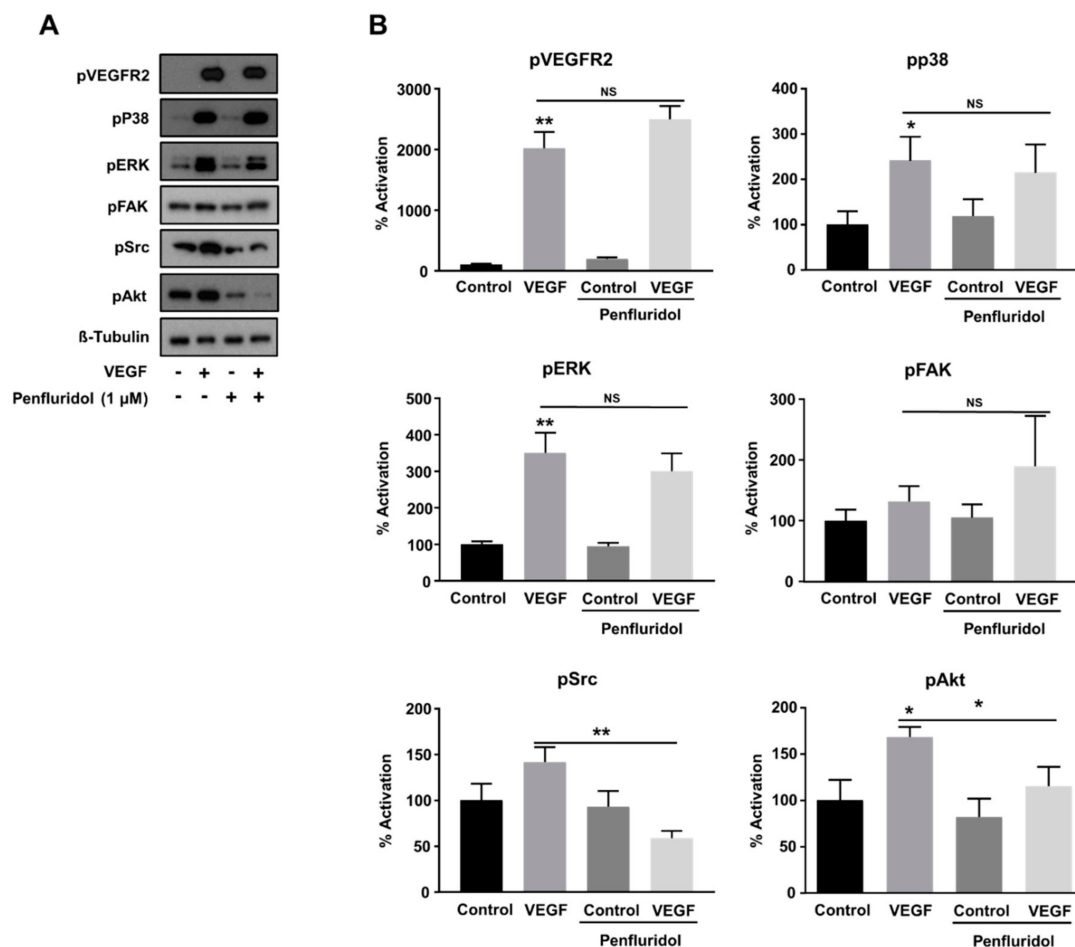 A
pVEGFR2
pP38
pERK
pFAK
pSrc
pAkt
ß-Tubulin
VEGF - + - +
Penfluridol (1 µM) - - + +
B
pVEGFR2
% Activation
3000
2000
1000
0
**
NS
Control VEGF Control VEGF
Penfluridol
pp38
% Activation
400
300
200
100
0
*
NS
Control VEGF Control VEGF
Penfluridol
pERK
% Activation
500
400
300
200
100
0
**
NS
Control VEGF Control VEGF
Penfluridol
pFAK
% Activation
300
200
100
0
NS
Control VEGF Control VEGF
Penfluridol
pSrc
% Activation
200
150
100
50
0
**
Control VEGF Control VEGF
Penfluridol
pAkt
% Activation
200
150
100
50
0
* *
Control VEGF Control VEGF
Penfluridol